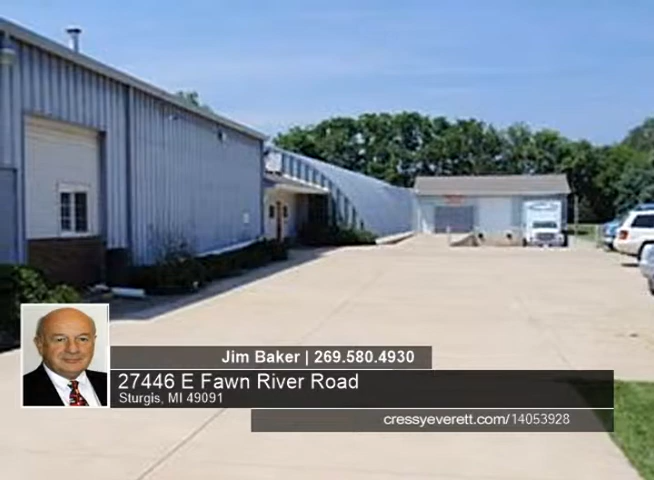 Jim Baker | 269.580.4930
27446 E Fawn River Road
Sturgis, MI 49091
cressyeverett.com/14053928